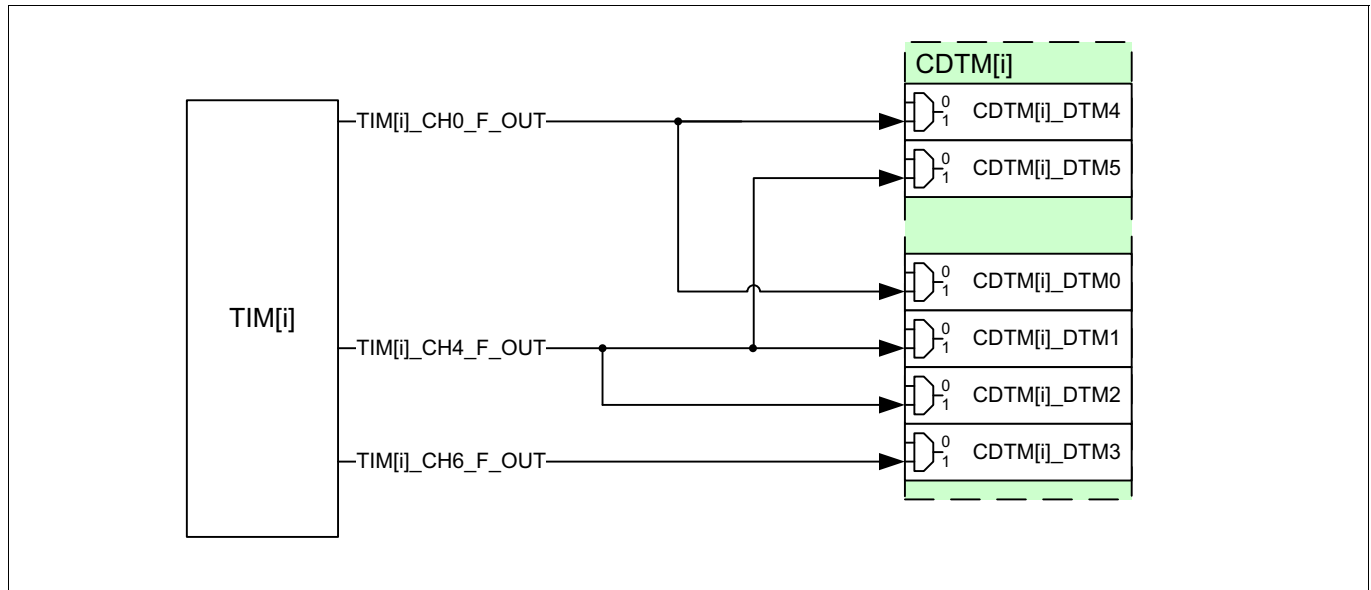 CDTM[i]
TIM[i]_CH0_F_OUT
0
1
CDTM[i]_DTM4
0
1
CDTM[i]_DTM5
0
1
CDTM[i]_DTM0
TIM[i]
TIM[i]_CH4_F_OUT
0
1
CDTM[i]_DTM1
0
1
CDTM[i]_DTM2
TIM[i]_CH6_F_OUT
0
1
CDTM[i]_DTM3